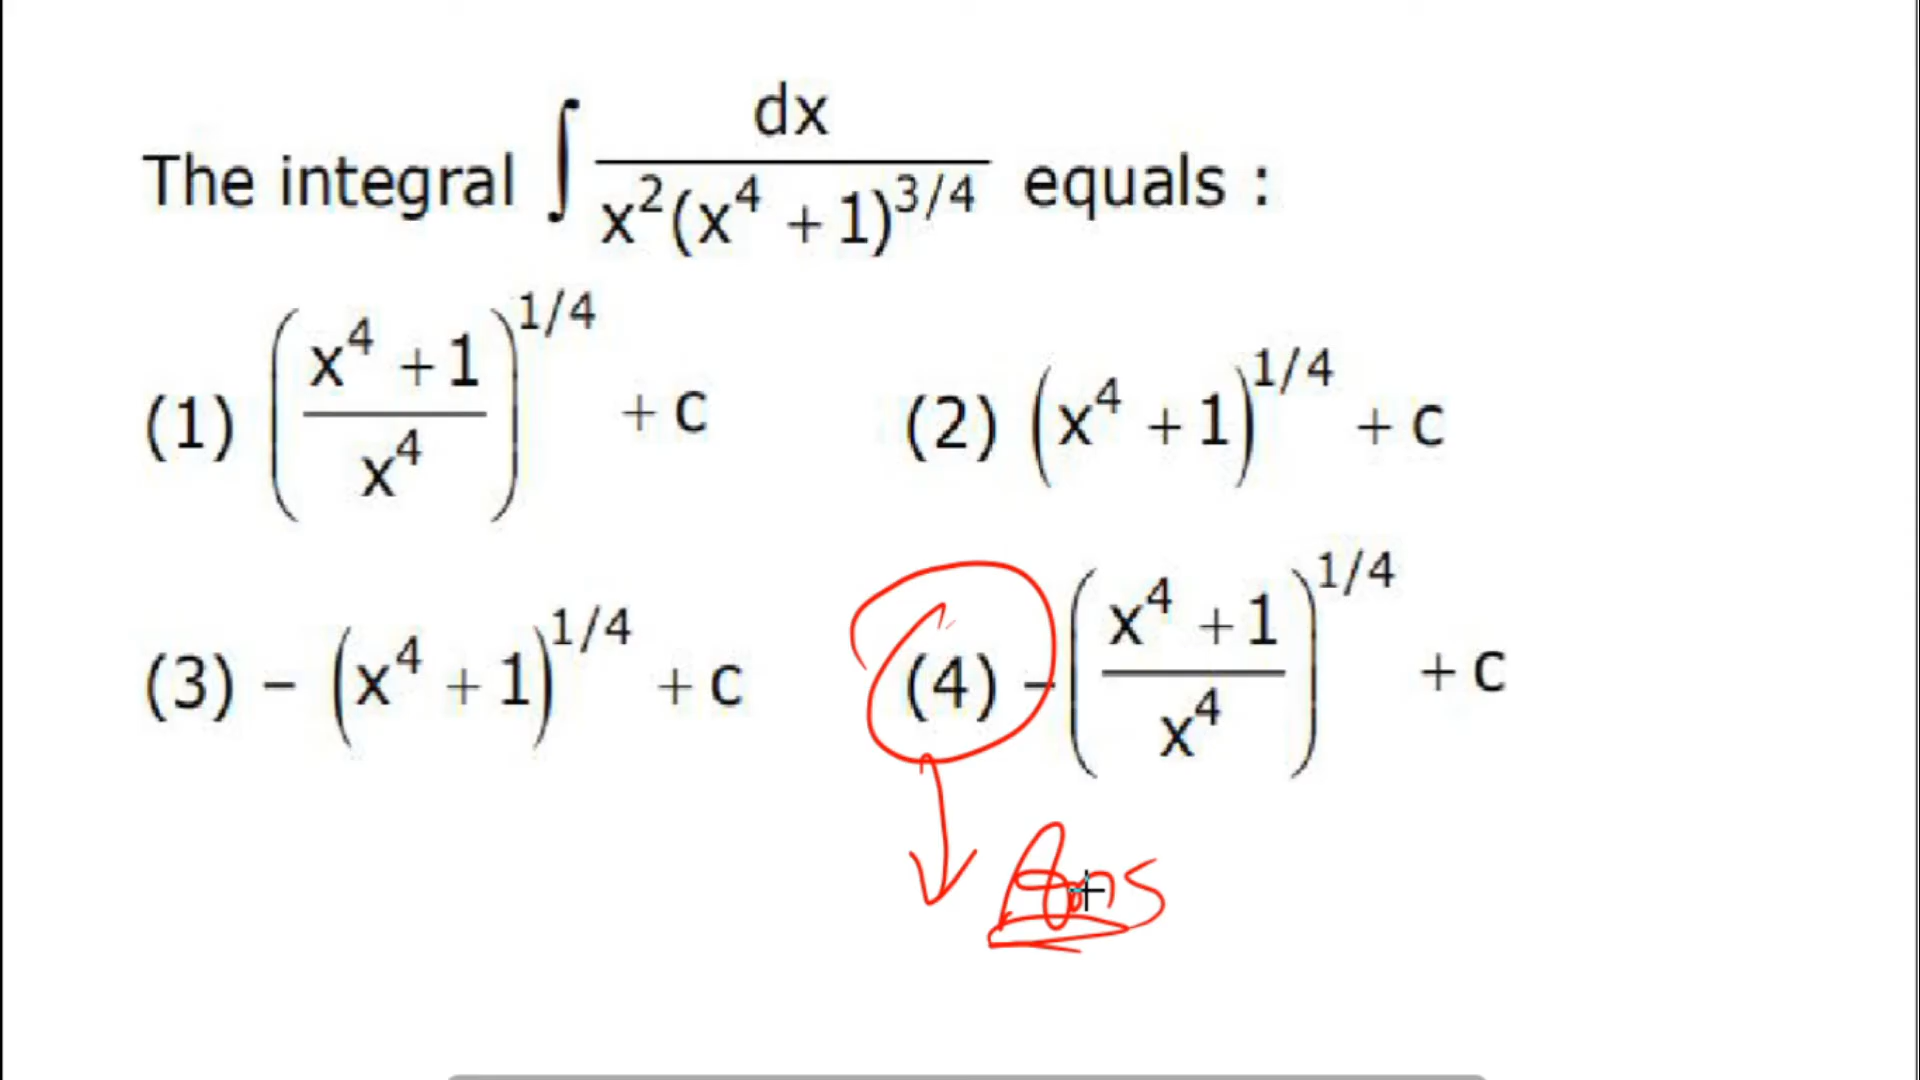 The integral ∫ dx / x²(x⁴ + 1)^3/4 equals :
(1) ((x⁴ + 1) / x⁴)^1/4 + c (2) (x⁴ + 1)^1/4 + c
(3) − (x⁴ + 1)^1/4 + c (4) − ((x⁴ + 1) / x⁴)^1/4 + c
Ans